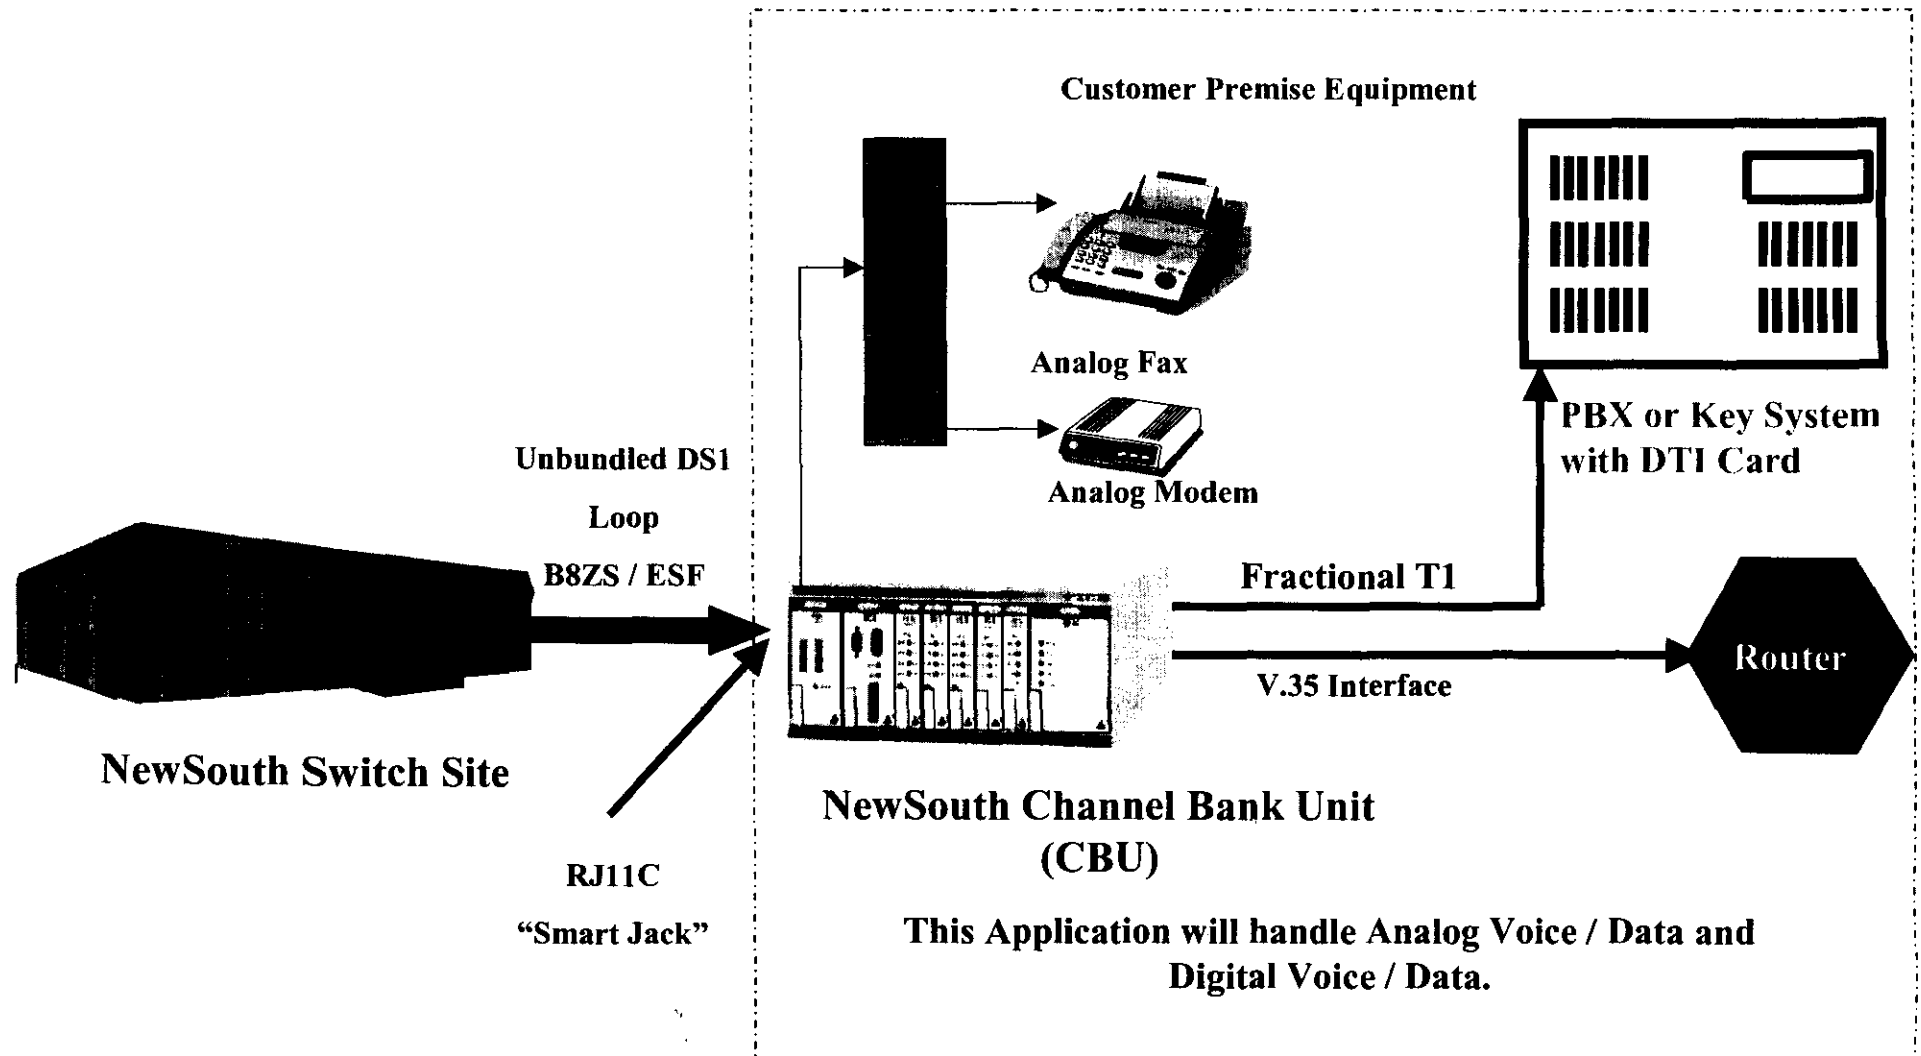 Customer Premise Equipment
Analog Fax
Analog Modem
PBX or Key System
with DTI Card
Unbundled DS1
Loop
B8ZS / ESF
Fractional T1
V.35 Interface
Router
NewSouth Switch Site
NewSouth Channel Bank Unit
(CBU)
RJ11C
“Smart Jack”
This Application will handle Analog Voice / Data and
Digital Voice / Data.